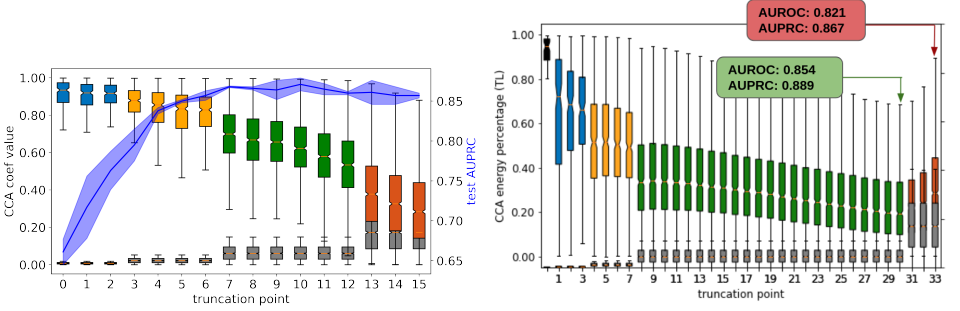 AUROC: 0.821
AUPRC: 0.867
AUROC: 0.854
AUPRC: 0.889
CCA coef value
1.00
0.80
0.60
0.40
0.20
0.00
0 1 2 3 4 5 6 7 8 9 10 11 12 13 14 15
truncation point
0.85
0.80
0.75
0.70
0.65
test AUPRC
CCA energy percentage (TL)
1.00
0.80
0.60
0.40
0.20
0.00
1 3 5 7 9 11 13 15 17 19 21 23 25 27 29 31 33
truncation point